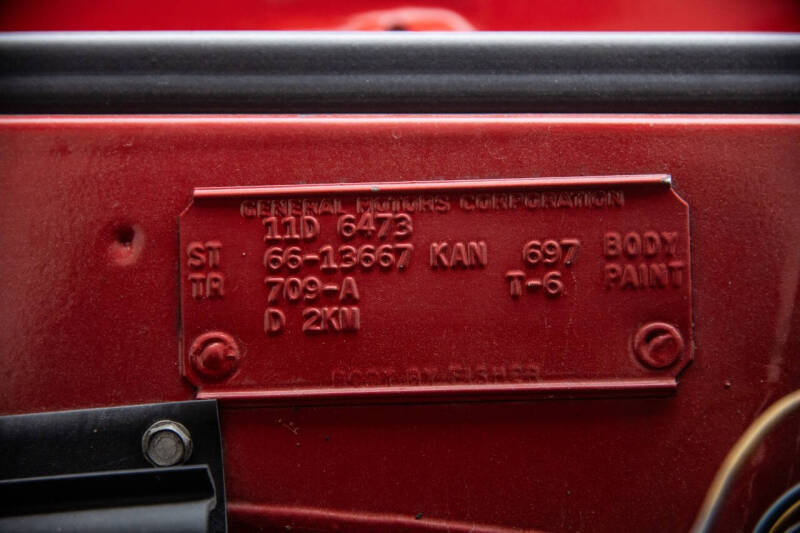 GENERAL MOTORS CORPORATION
11D 6473
ST 66-13667 KAN 697 BODY
TR 709-A T-6 PAINT
D 2KM
BODY BY FISHER